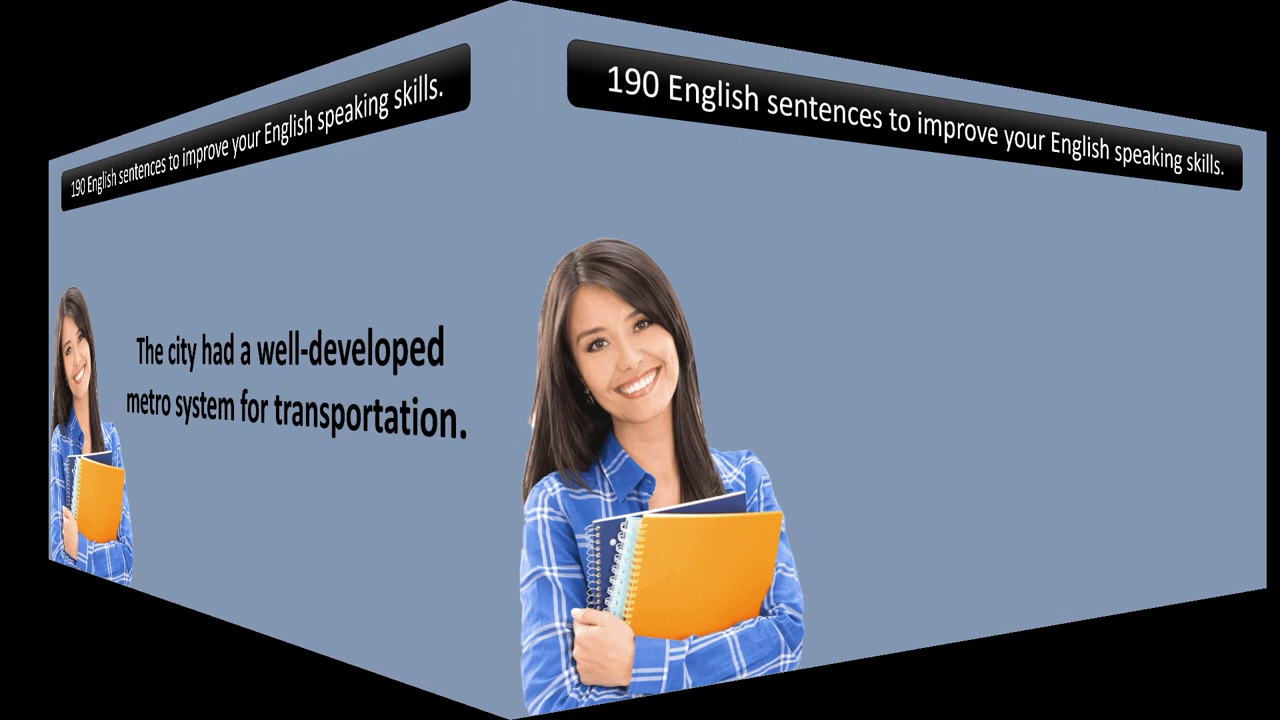 190 English sentences to improve your English speaking skills.
The city had a well-developed
metro system for transportation.
190 English sentences to improve your English speaking skills.